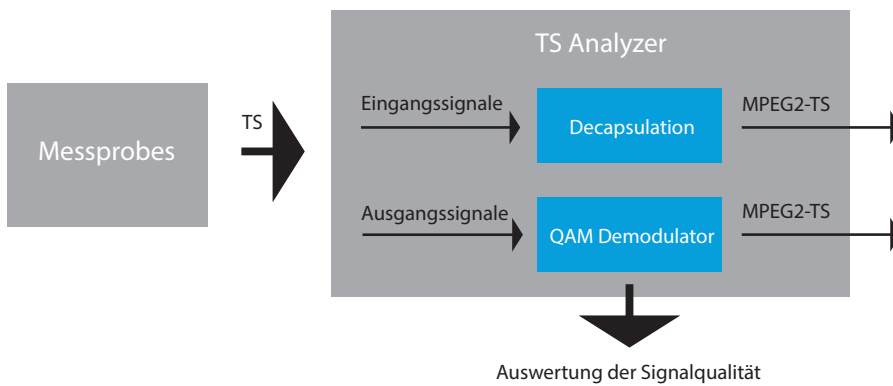 TS Analyzer
Messprobes
TS
Eingangssignale
Decapsulation
MPEG2-TS
Ausgangssignale
QAM Demodulator
MPEG2-TS
Auswertung der Signalqualität